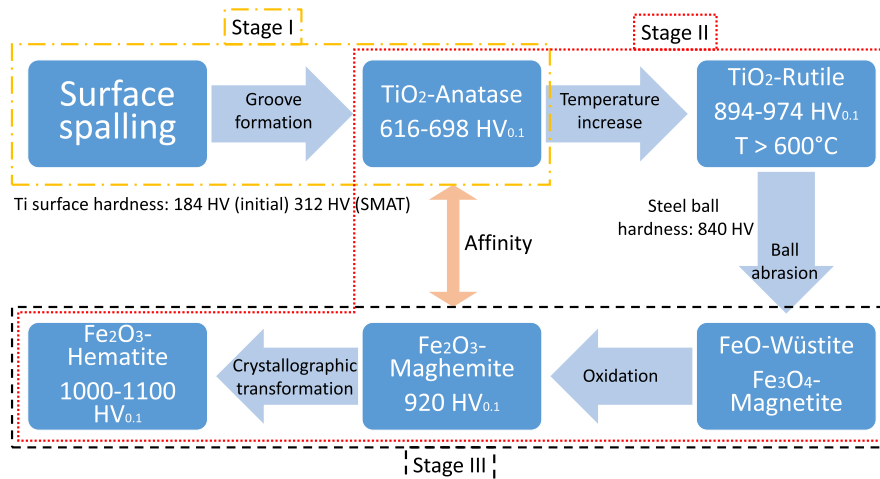 Stage I
Stage II
Surface
spalling
Groove
formation
TiO₂-Anatase
616-698 HV₀.₁
Temperature
increase
TiO₂-Rutile
894-974 HV₀.₁
T > 600°C
Ti surface hardness: 184 HV (initial) 312 HV (SMAT)
Affinity
Steel ball
hardness: 840 HV
Ball
abrasion
Fe₂O₃-
Hematite
1000-1100
HV₀.₁
Crystallographic
transformation
Fe₂O₃-
Maghemite
920 HV₀.₁
Oxidation
FeO-Wüstite
Fe₃O₄-
Magnetite
Stage III